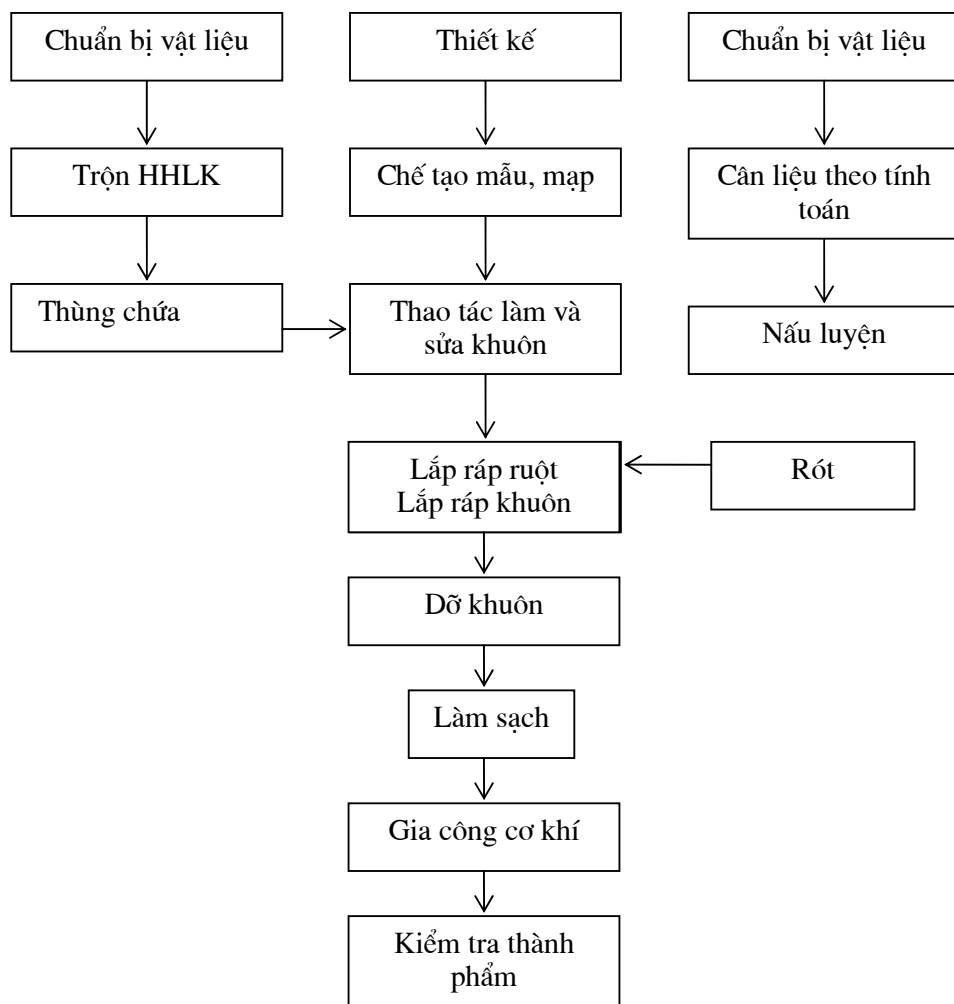 Chuẩn bị vật liệu
Thiết kế
Chuẩn bị vật liệu
Trộn HHLK
Chế tạo mẫu, mạp
Cân liệu theo tính
toán
Thùng chứa
Thao tác làm và
sửa khuôn
Nấu luyện
Lắp ráp ruột
Lắp ráp khuôn
Rót
Dỡ khuôn
Làm sạch
Gia công cơ khí
Kiểm tra thành
phẩm